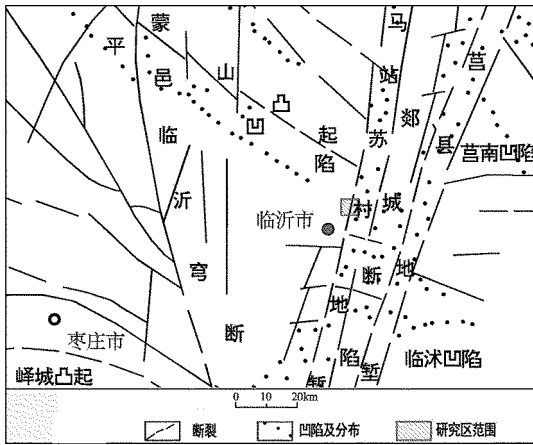 蒙山凸起
平邑凹陷
马站苏村地堑
郯城断陷
莒县地堑
莒南凹陷
临沂穹断
临沂市
枣庄市
峄城凸起
临沭凹陷
0 10 20km
断裂
凹陷及分布
研究区范围